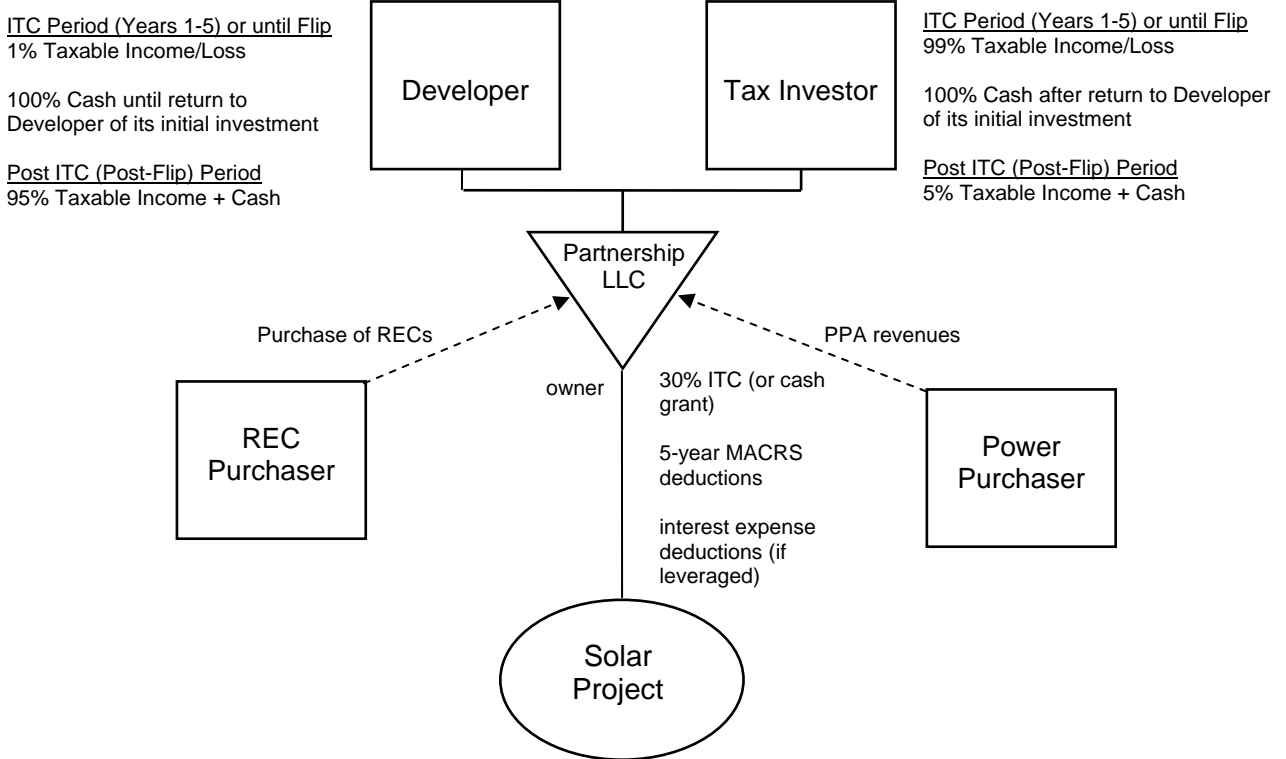 ITC Period (Years 1-5) or until Flip
1% Taxable Income/Loss
100% Cash until return to
Developer of its initial investment
Post ITC (Post-Flip) Period
95% Taxable Income + Cash
Developer
Tax Investor
ITC Period (Years 1-5) or until Flip
99% Taxable Income/Loss
100% Cash after return to Developer
of its initial investment
Post ITC (Post-Flip) Period
5% Taxable Income + Cash
Partnership
LLC
Purchase of RECs
PPA revenues
REC
Purchaser
owner
30% ITC (or cash
grant)
5-year MACRS
deductions
interest expense
deductions (if
leveraged)
Power
Purchaser
Solar
Project